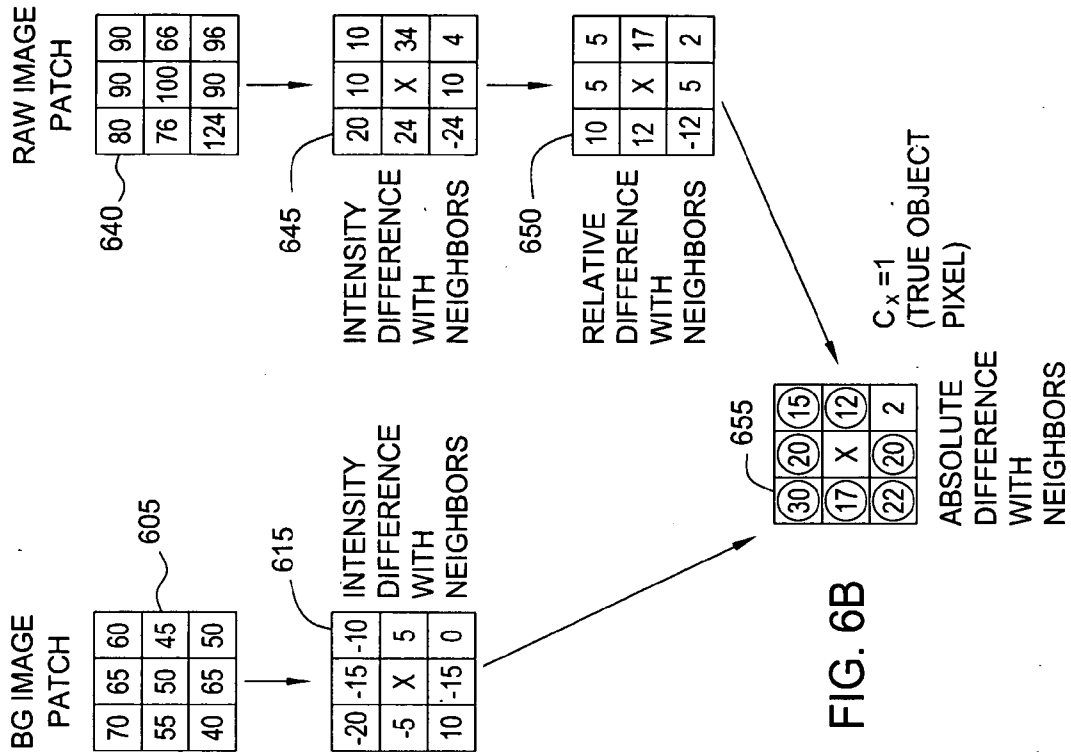 BG IMAGE
PATCH
605
70 65 60
55 50 45
40 65 50
615
-20 -15 -10
-5 X 5
10 -15 0
INTENSITY
DIFFERENCE
WITH
NEIGHBORS
RAW IMAGE
PATCH
640
80 90 90
76 100 66
124 90 96
645
INTENSITY
DIFFERENCE
WITH
NEIGHBORS
20 10 10
24 X 34
-24 10 4
650
RELATIVE
DIFFERENCE
WITH
NEIGHBORS
10 5 5
12 X 17
-12 5 2
655
30 20 15
17 X 12
22 20 2
ABSOLUTE
DIFFERENCE
WITH
NEIGHBORS
Cx =1
(TRUE OBJECT
PIXEL)
FIG. 6B